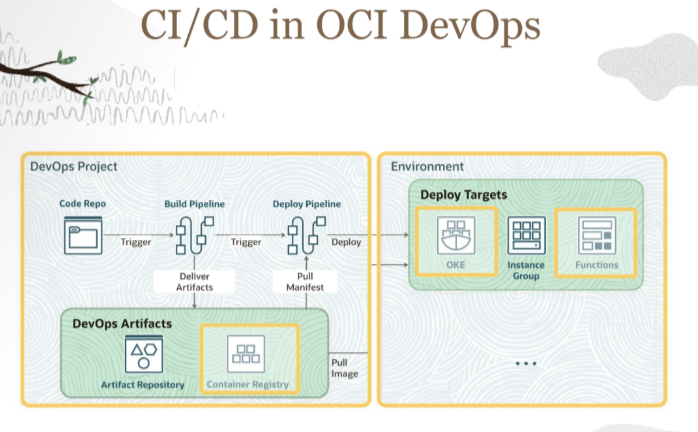 CI/CD in OCI DevOps
DevOps Project
Code Repo
Build Pipeline
Deploy Pipeline
Trigger
Trigger
Deploy
Deliver
Artifacts
Pull
Manifest
DevOps Artifacts
Artifact Repository
Container Registry
Pull
Image
Environment
Deploy Targets
OKE
Instance
Group
Functions
...